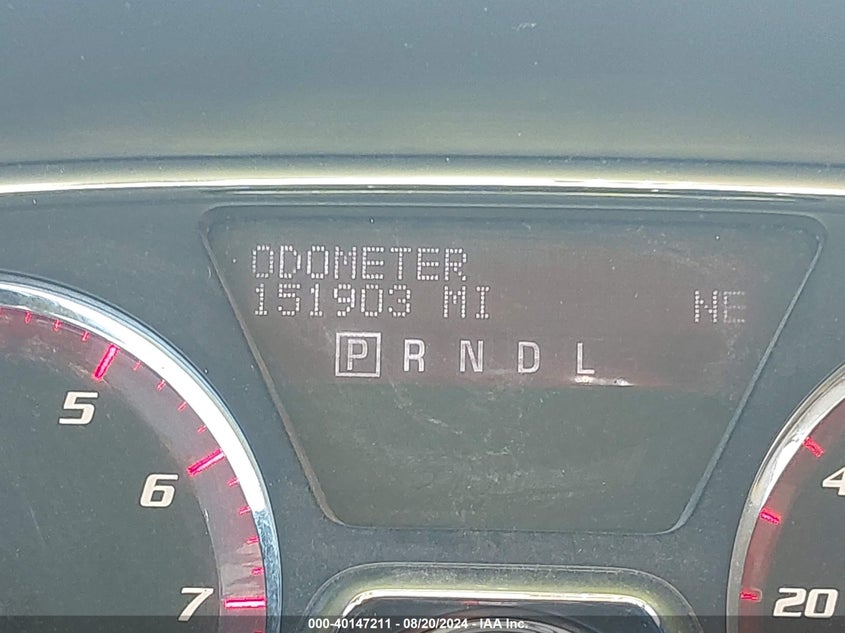 ODOMETER
151903 MI NE
P R N D L
5
6
7
4
20
000-40147211 - 08/20/2024 - IAA Inc.